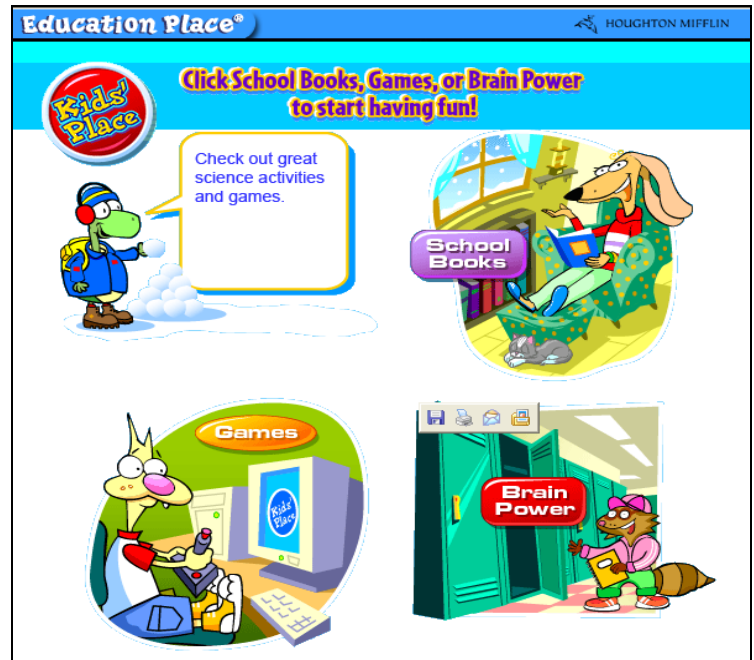 Education Place®
HOUGHTON MIFFLIN
Kids'
Place
Click School Books, Games, or Brain Power
to start having fun!
Check out great
science activities
and games.
School
Books
Games
Kids'
Place
Brain
Power